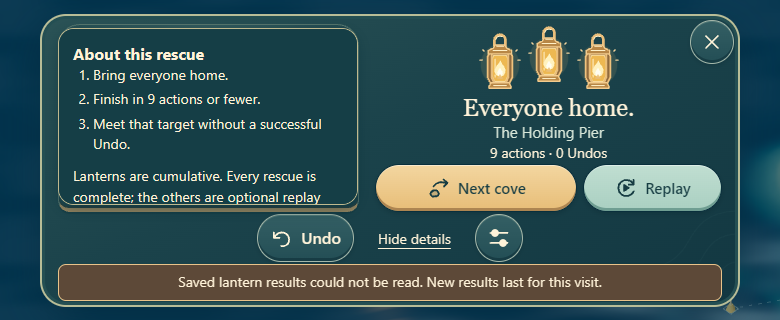 About this rescue
1. Bring everyone home.
2. Finish in 9 actions or fewer.
3. Meet that target without a successful
Undo.
Lanterns are cumulative. Every rescue is
complete; the others are optional replay
Everyone home.
The Holding Pier
9 actions · 0 Undos
Next cove
Replay
Undo
Hide details
Saved lantern results could not be read. New results last for this visit.